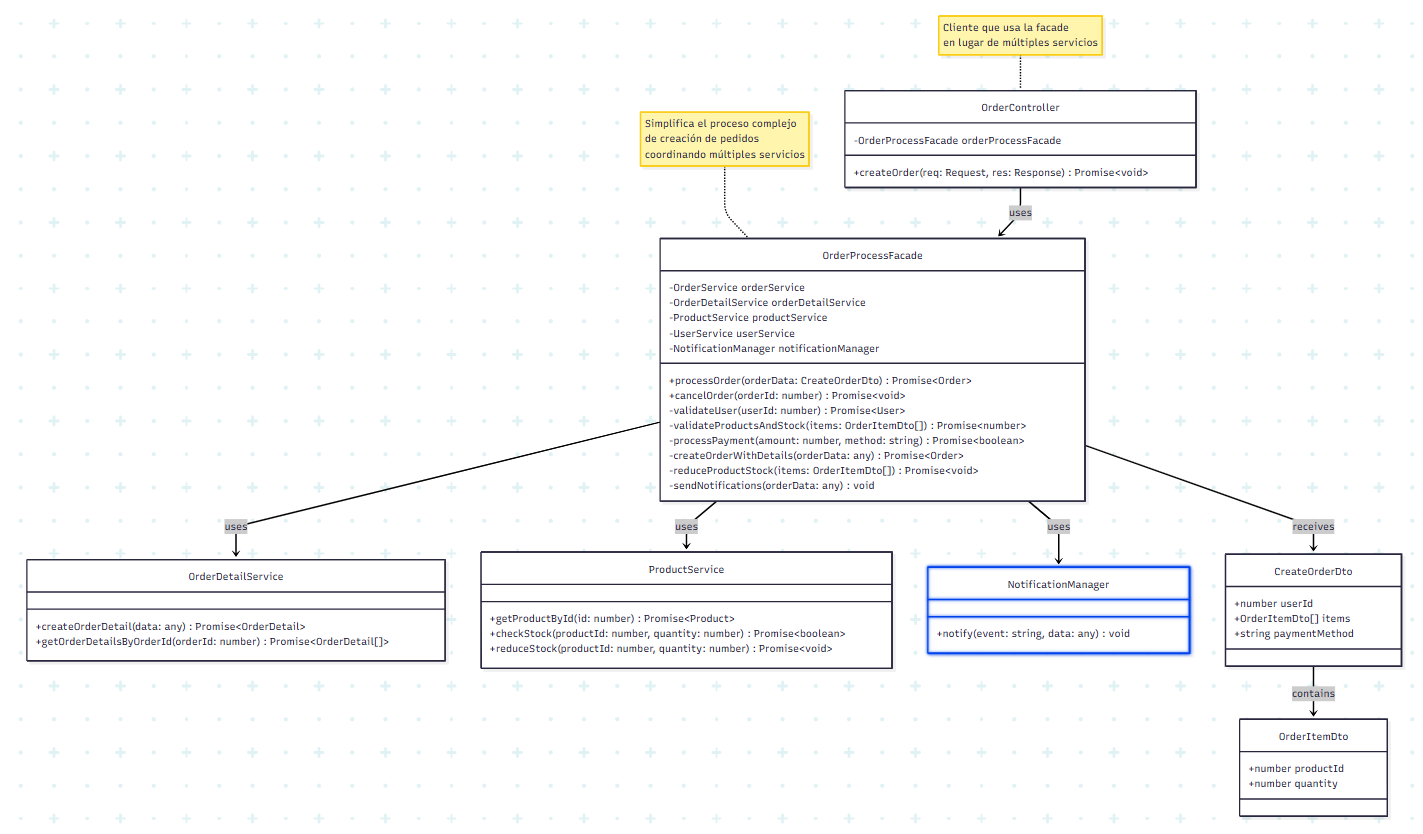 Cliente que usa la facade
en lugar de múltiples servicios
OrderController
-OrderProcessFacade orderProcessFacade
+createOrder(req: Request, res: Response) : Promise<void>
Simplifica el proceso complejo
de creación de pedidos
coordinando múltiples servicios
uses
OrderProcessFacade
-OrderService orderService
-OrderDetailService orderDetailService
-ProductService productService
-UserService userService
-NotificationManager notificationManager
+processOrder(orderData: CreateOrderDto) : Promise<Order>
+cancelOrder(orderId: number) : Promise<void>
-validateUser(userId: number) : Promise<User>
-validateProductsAndStock(items: OrderItemDto[]) : Promise<number>
-processPayment(amount: number, method: string) : Promise<boolean>
-createOrderWithDetails(orderData: any) : Promise<Order>
-reduceProductStock(items: OrderItemDto[]) : Promise<void>
-sendNotifications(orderData: any) : void
uses
uses
uses
receives
OrderDetailService
+createOrderDetail(data: any) : Promise<OrderDetail>
+getOrderDetailsByOrderId(orderId: number) : Promise<OrderDetail[]>
ProductService
+getProductById(id: number) : Promise<Product>
+checkStock(productId: number, quantity: number) : Promise<boolean>
+reduceStock(productId: number, quantity: number) : Promise<void>
NotificationManager
+notify(event: string, data: any) : void
CreateOrderDto
+number userId
+OrderItemDto[] items
+string paymentMethod
contains
OrderItemDto
+number productId
+number quantity